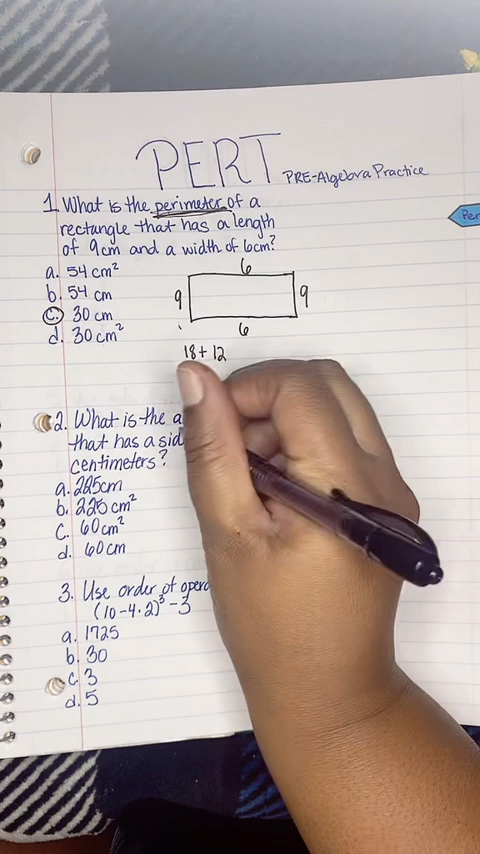 PERT PRE-Algebra Practice
1. What is the perimeter of a
rectangle that has a length
of 9cm and a width of 6cm?
a. 54 cm²
b. 54 cm
c. 30 cm
d. 30 cm²
6
9
9
6
18 + 12
Per
2. What is the a
that has a sid
centimeters?
a. 225cm
b. 225 cm²
c. 60 cm²
d. 60 cm
3. Use order of opera
(10-4·2)³-3
a. 1725
b. 30
c. 3
d. 5